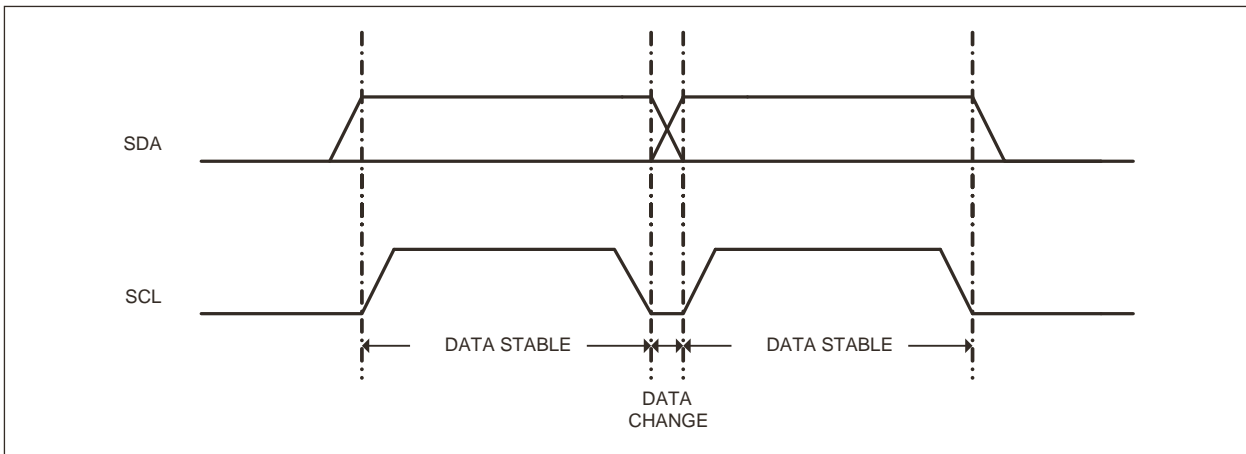 SDA
SCL
DATA STABLE
DATA STABLE
DATA
CHANGE